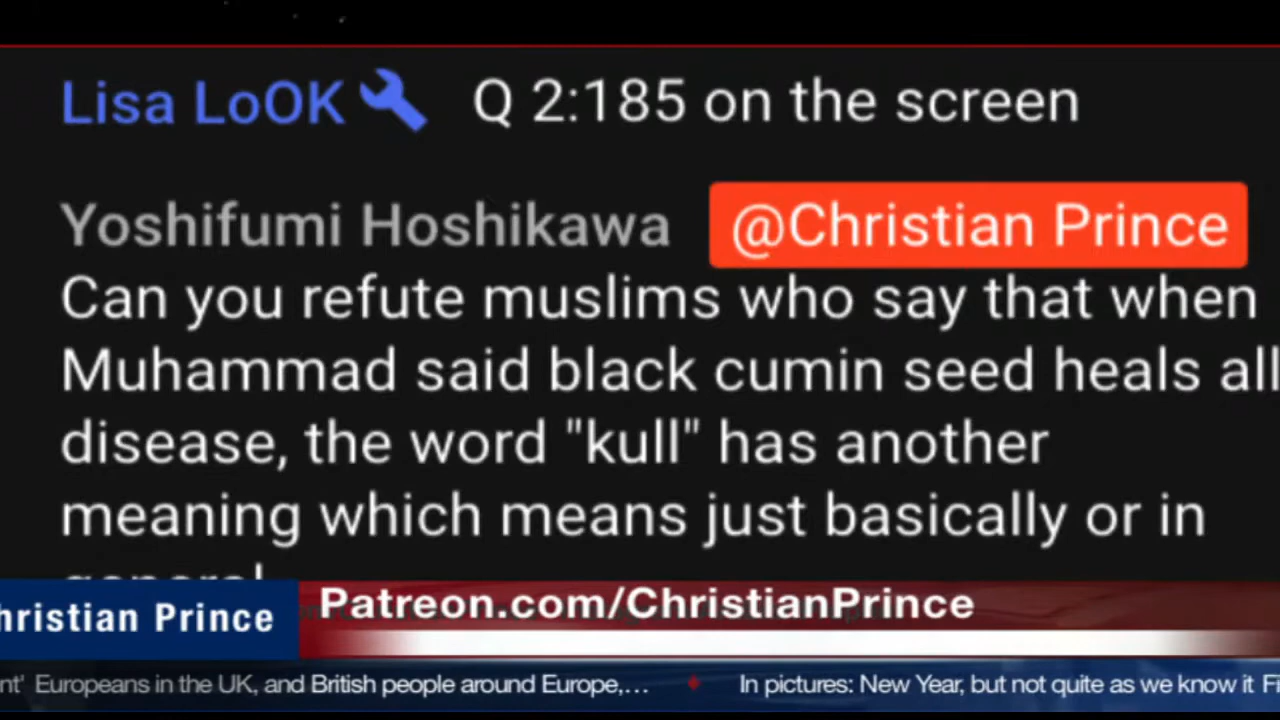 Lisa LoOK Q 2:185 on the screen
Yoshifumi Hoshikawa @Christian Prince
Can you refute muslims who say that when
Muhammad said black cumin seed heals all
disease, the word "kull" has another
meaning which means just basically or in
general
hristian Prince Patreon.com/ChristianPrince
nt' Europeans in the UK, and British people around Europe,... In pictures: New Year, but not quite as we know it Fi